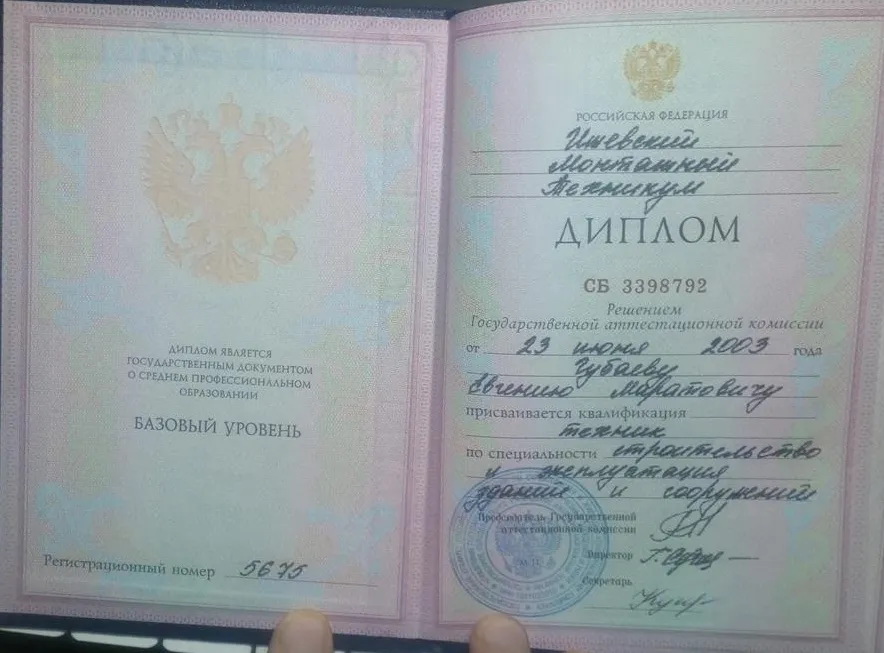 ДИПЛОМ ЯВЛЯЕТСЯ
ГОСУДАРСТВЕННЫМ ДОКУМЕНТОМ
О СРЕДНЕМ ПРОФЕССИОНАЛЬНОМ
ОБРАЗОВАНИИ
БАЗОВЫЙ УРОВЕНЬ
Регистрационный номер 5675
РОССИЙСКАЯ ФЕДЕРАЦИЯ
Ижевский
Монтажный
Техникум
ДИПЛОМ
СБ 3398792
Решением
Государственной аттестационной комиссии
от 23 июня 2003 года
Губаеву
Евгению Маратовичу
присваивается квалификация
техник
по специальности строительство
и эксплуатация
зданий и сооружений
Председатель Государственной
аттестационной комиссии
Директор
Секретарь